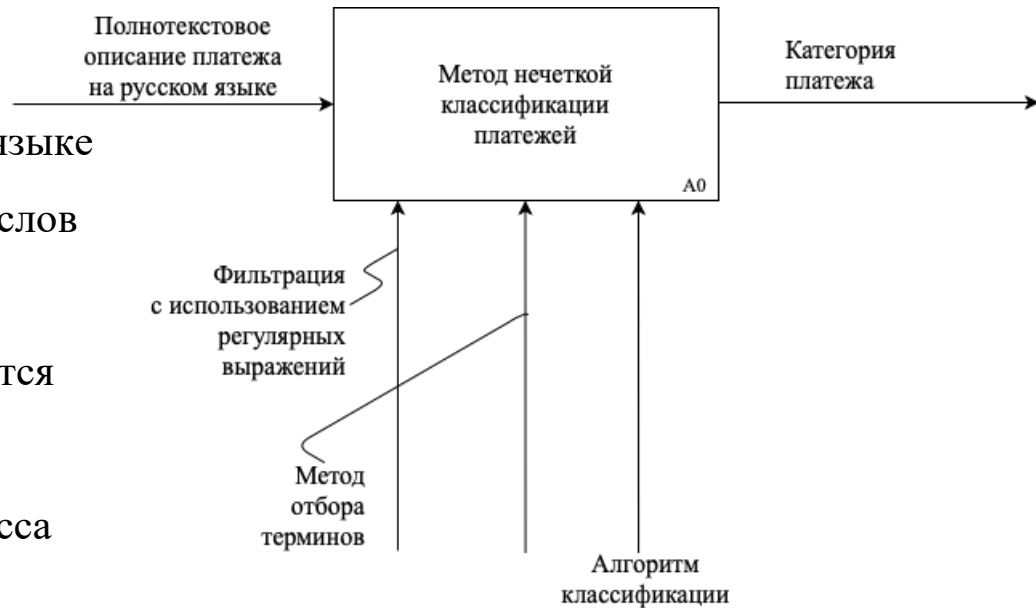 Полнотекстовое
описание платежа
на русском языке
Метод нечеткой
классификации
платежей
A0
Категория
платежа
языке
слов
тся
сса
Фильтрация
с использованием
регулярных
выражений
Метод
отбора
терминов
Алгоритм
классификации